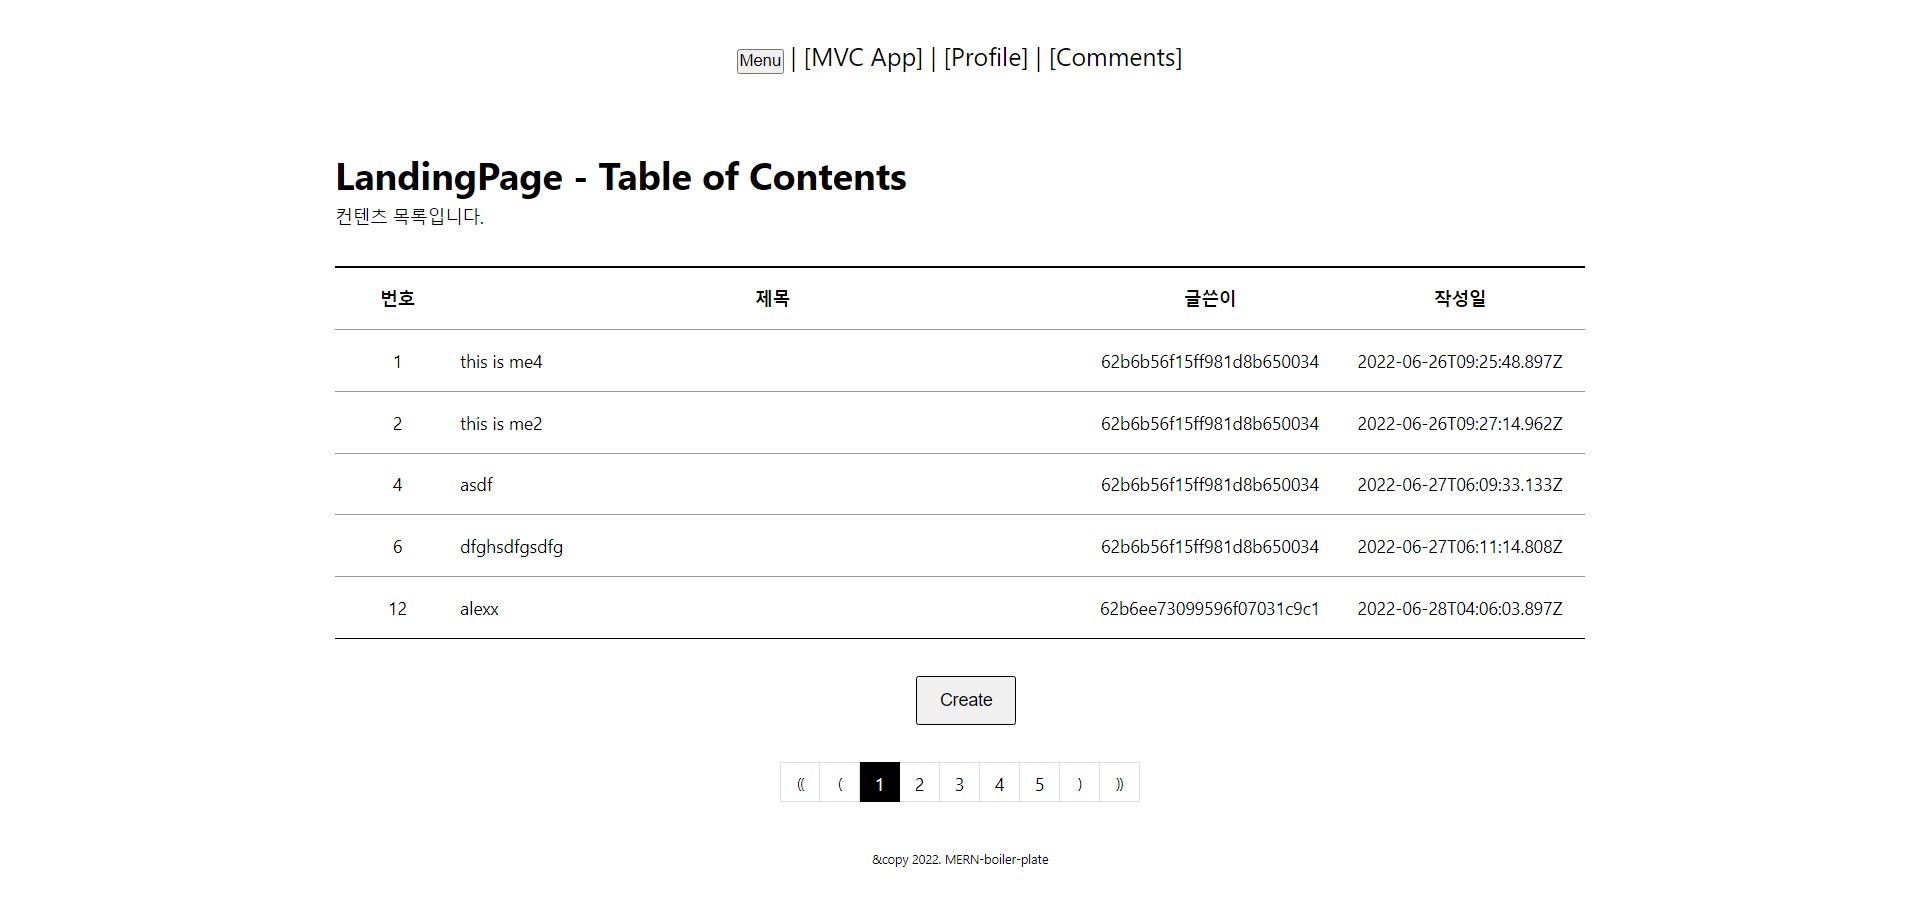 Menu | [MVC App] | [Profile] | [Comments]
LandingPage - Table of Contents
컨텐츠 목록입니다.
번호 제목 글쓴이 작성일
1 this is me4 62b6b56f15ff981d8b650034 2022-06-26T09:25:48.897Z
2 this is me2 62b6b56f15ff981d8b650034 2022-06-26T09:27:14.962Z
4 asdf 62b6b56f15ff981d8b650034 2022-06-27T06:09:33.133Z
6 dfghsdfgsdfg 62b6b56f15ff981d8b650034 2022-06-27T06:11:14.808Z
12 alexx 62b6ee73099596f07031c9c1 2022-06-28T04:06:03.897Z
Create
⟪ ⟨ 1 2 3 4 5 ⟩ ⟫
&copy 2022. MERN-boiler-plate